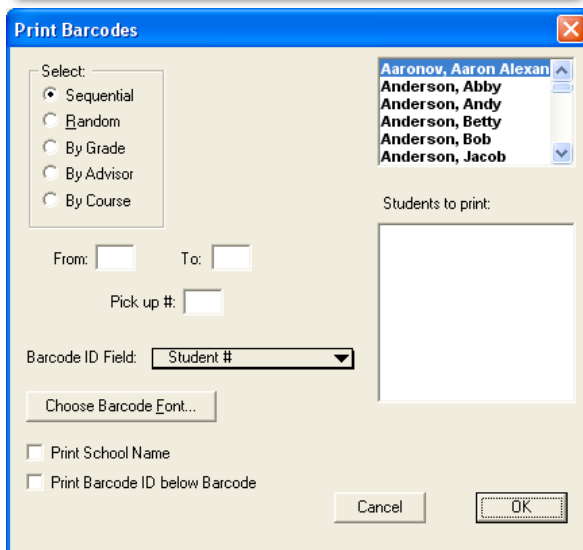 Print Barcodes
Select:
Sequential
Random
By Grade
By Advisor
By Course
From:
To:
Pick up #:
Barcode ID Field:
Student #
Choose Barcode Font...
Print School Name
Print Barcode ID below Barcode
Aaronov, Aaron Alexan
Anderson, Abby
Anderson, Andy
Anderson, Betty
Anderson, Bob
Anderson, Jacob
Students to print:
Cancel
OK